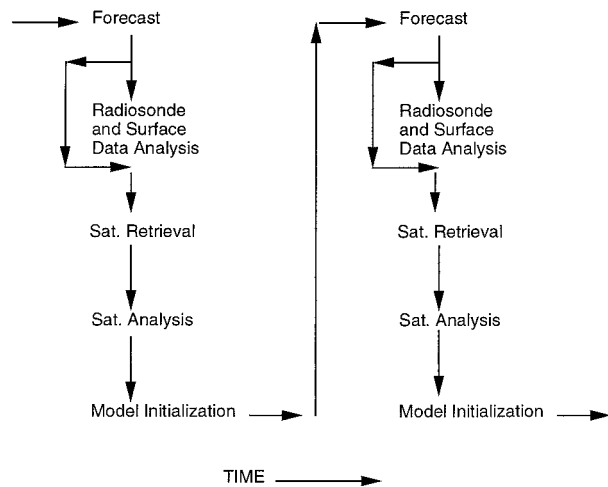 Forecast
Radiosonde
and Surface
Data Analysis
Sat. Retrieval
Sat. Analysis
Model Initialization
Forecast
Radiosonde
and Surface
Data Analysis
Sat. Retrieval
Sat. Analysis
Model Initialization
TIME